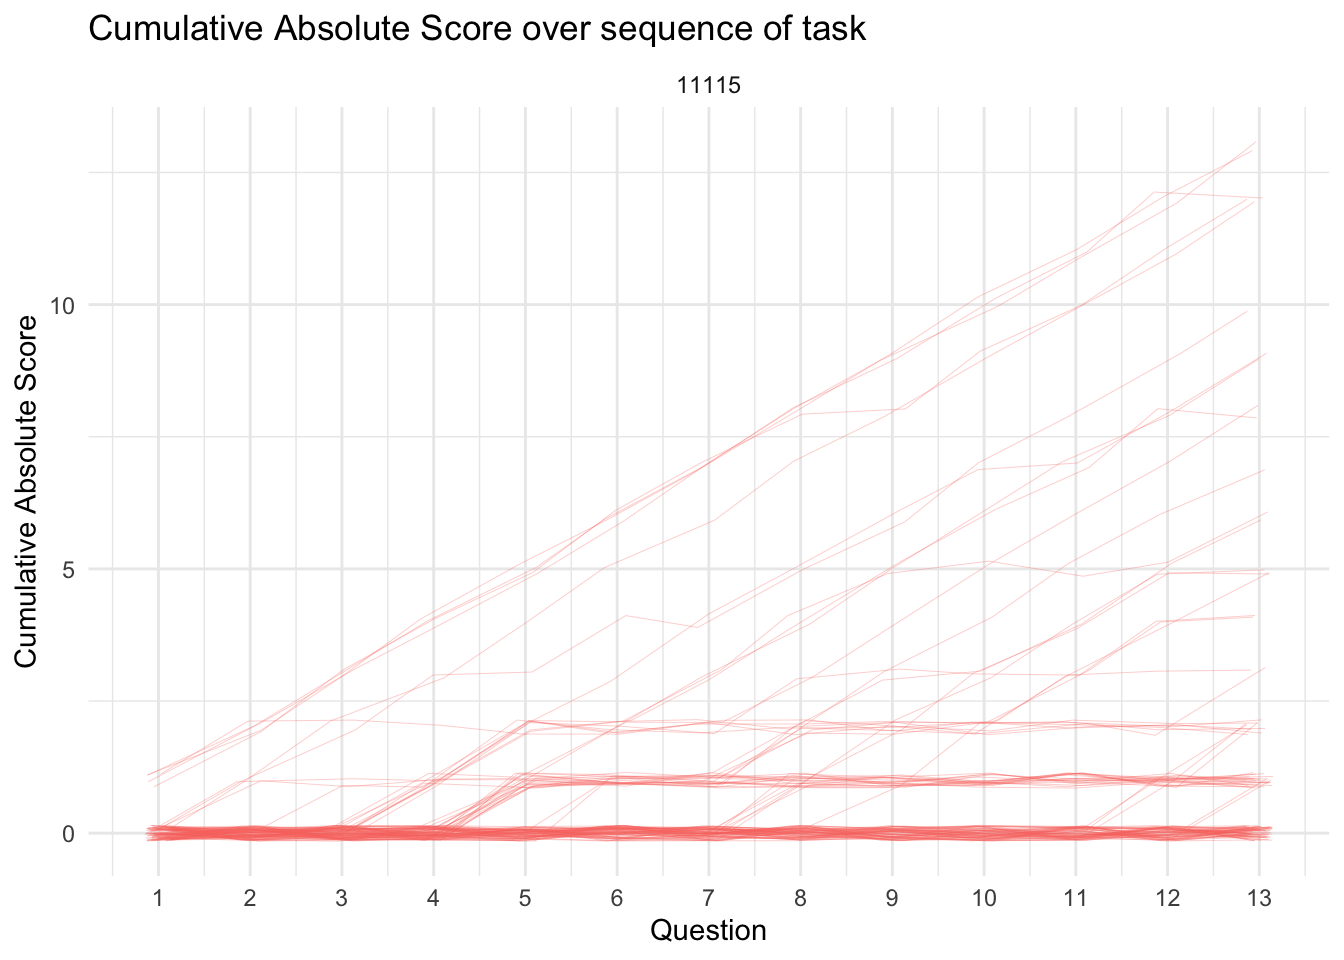 Cumulative Absolute Score over sequence of task
11115
Cumulative Absolute Score
10
5
0
1 2 3 4 5 6 7 8 9 10 11 12 13
Question